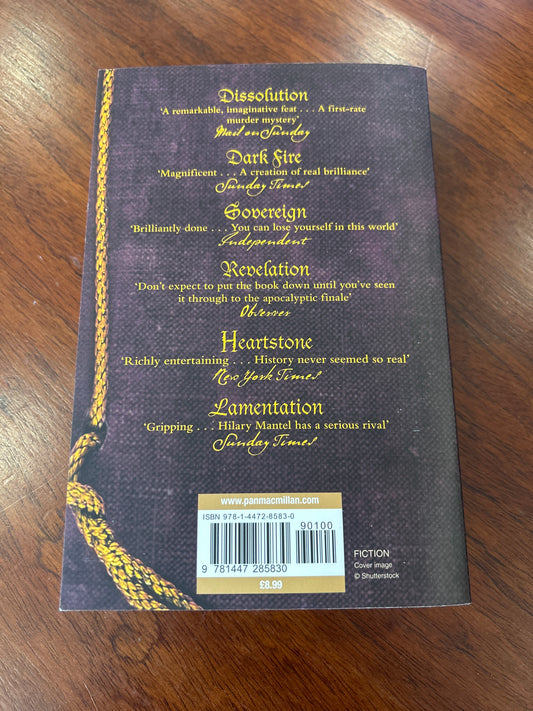 Dissolution
‘A remarkable, imaginative feat . . . A first-rate
murder mystery’
Mail on Sunday
Dark Fire
‘Magnificent . . . A creation of real brilliance’
Sunday Times
Sovereign
‘Brilliantly done . . . You can lose yourself in this world’
Independent
Revelation
‘Don’t expect to put the book down until you’ve seen
it through to the apocalyptic finale’
Observer
Heartstone
‘Richly entertaining . . . History never seemed so real’
New York Times
Lamentation
‘Gripping . . . Hilary Mantel has a serious rival’
Sunday Times
www.panmacmillan.com
ISBN 978-1-4472-8583-0
90100
9 781447 285830
£8.99
FICTION
Cover image
© Shutterstock